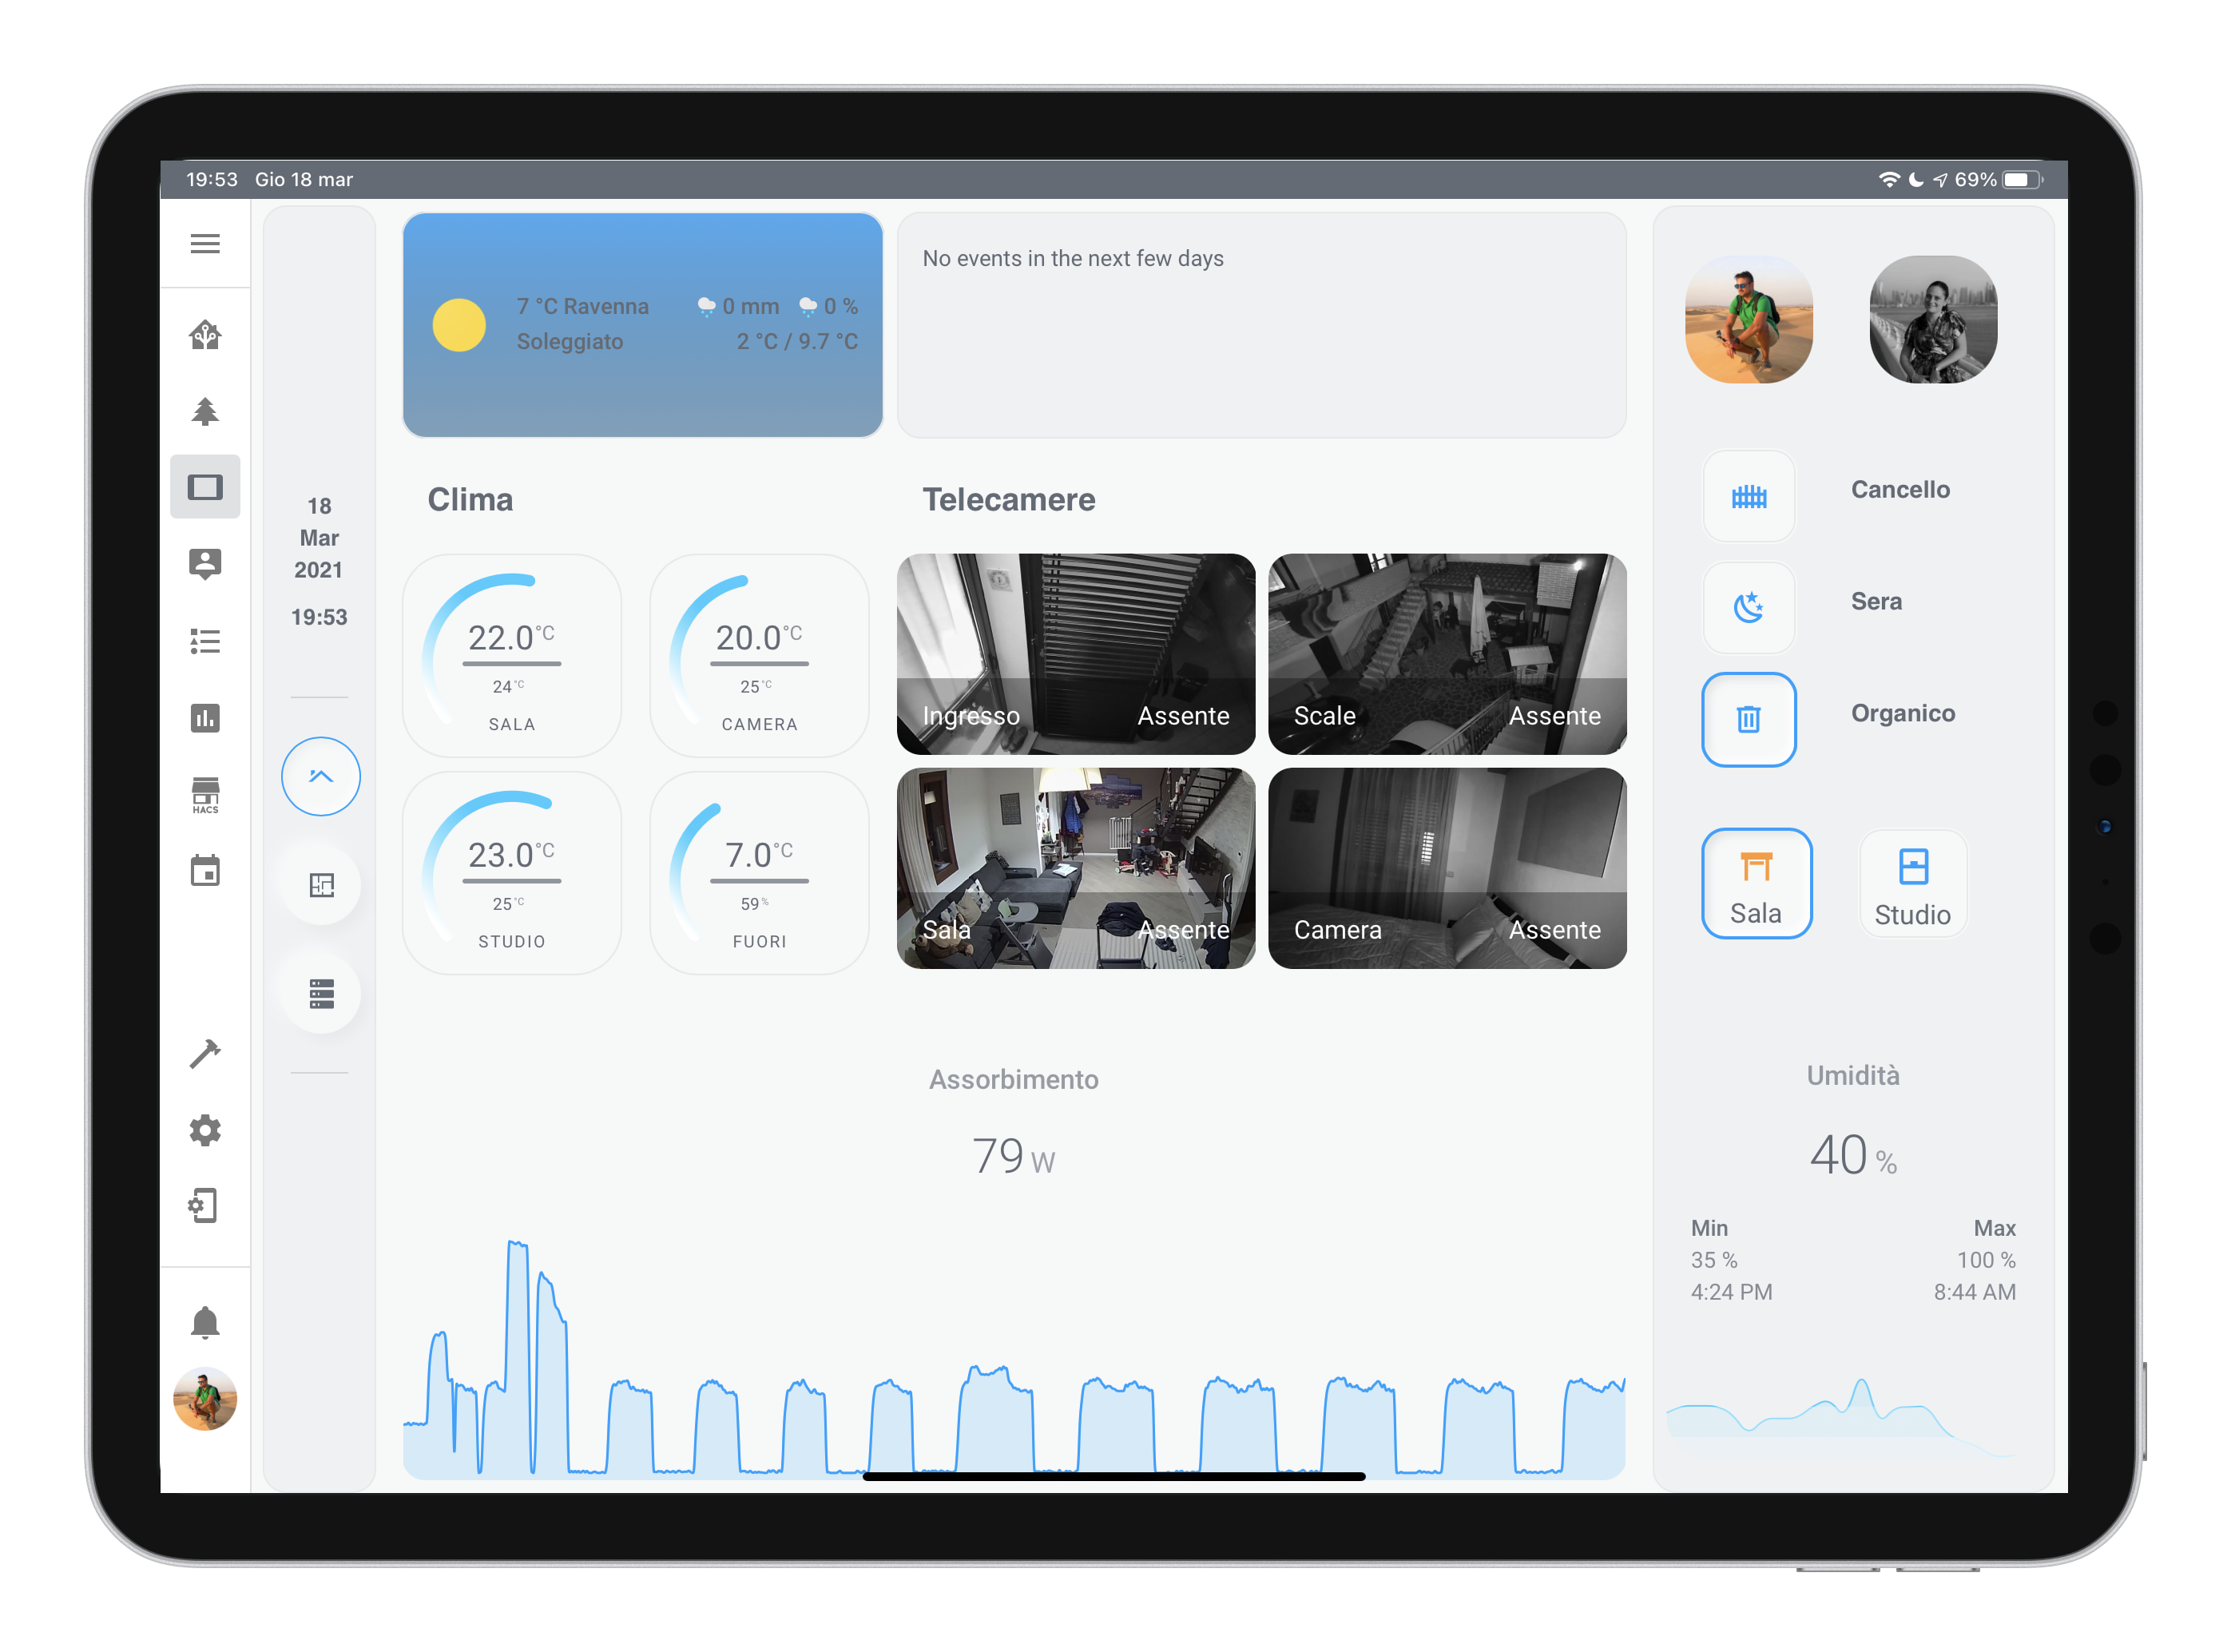 19:53 Gio 18 mar
69%
HACS
18
Mar
2021
19:53
7 °C Ravenna
0 mm 0 %
Soleggiato
2 °C / 9.7 °C
No events in the next few days
Clima
22.0°C
24°C
SALA
20.0°C
25°C
CAMERA
23.0°C
25°C
STUDIO
7.0°C
59%
FUORI
Telecamere
Ingresso Assente
Scale Assente
Sala Assente
Camera Assente
Assorbimento
79 W
Cancello
Sera
Organico
Sala
Studio
Umidità
40 %
Min Max
35 % 100 %
4:24 PM 8:44 AM